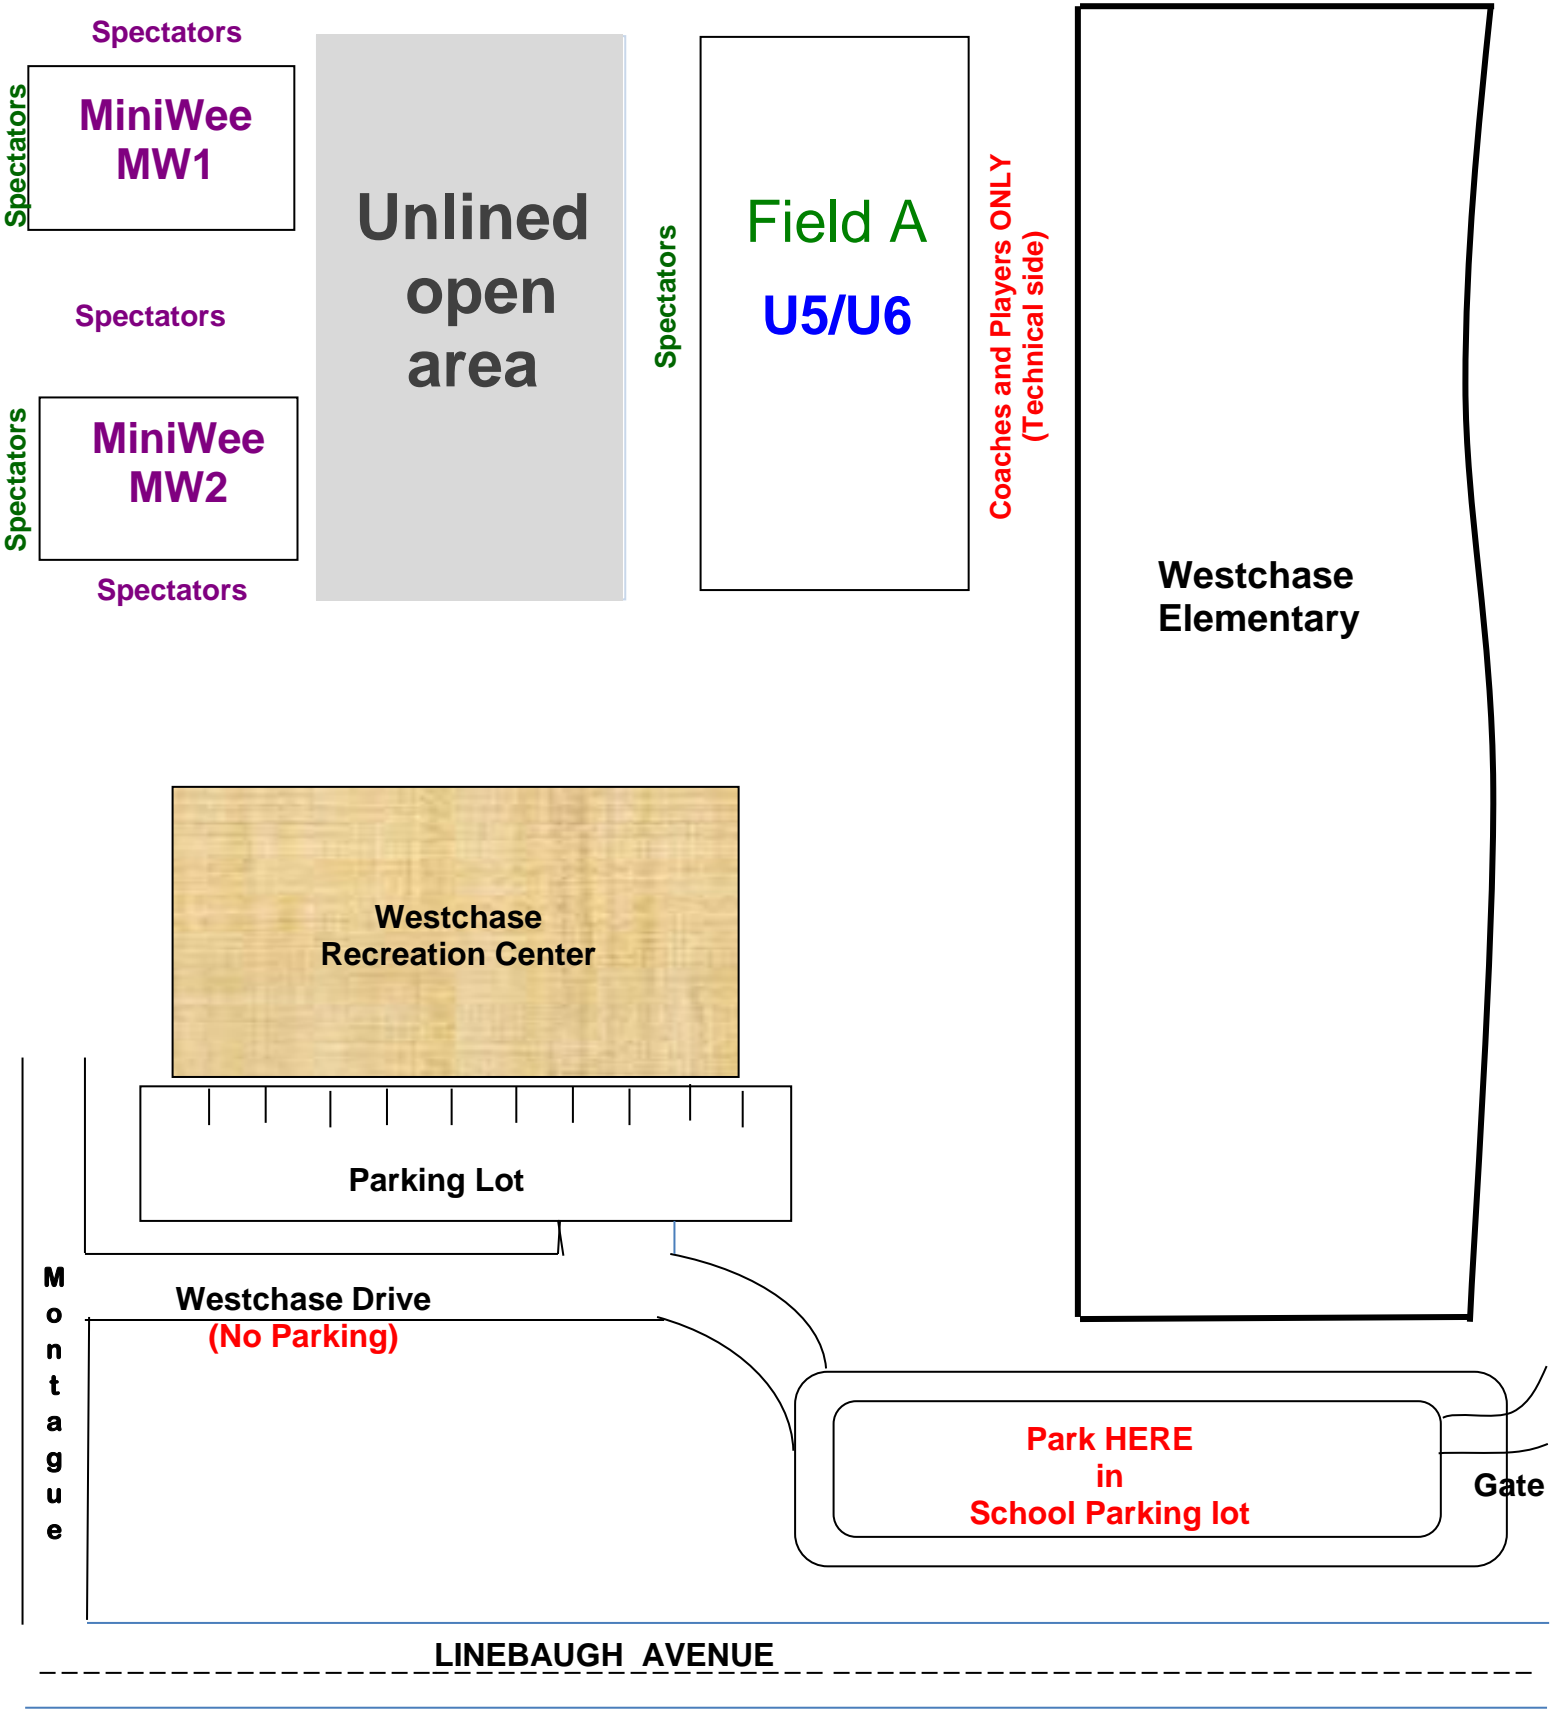 Spectators
Spectators
MiniWee
MW1
Spectators
Spectators
MiniWee
MW2
Spectators
Unlined
open
area
Spectators
Field A
U5/U6
Coaches and Players ONLY
(Technical side)
Westchase
Elementary
Westchase
Recreation Center
Parking Lot
Westchase Drive
(No Parking)
Montague
Park HERE
in
School Parking lot
Gate
LINEBAUGH AVENUE